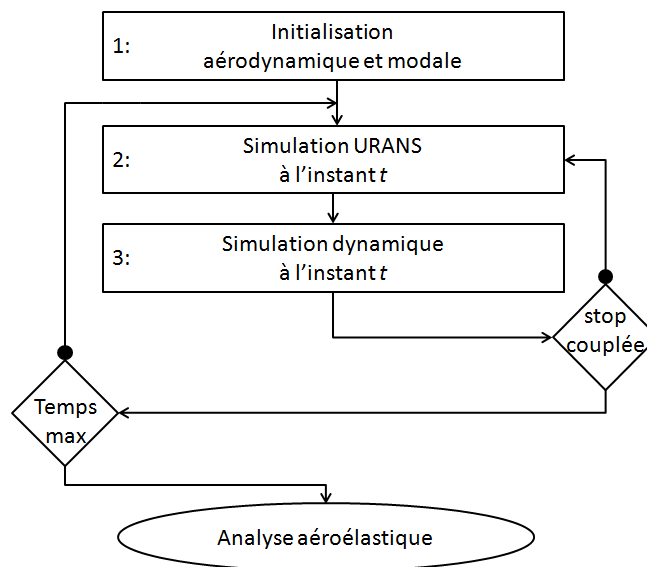 1:
Initialisation
aérodynamique et modale
2:
Simulation URANS
à l'instant t
3:
Simulation dynamique
à l'instant t
stop
couplée
Temps
max
Analyse aéroélastique